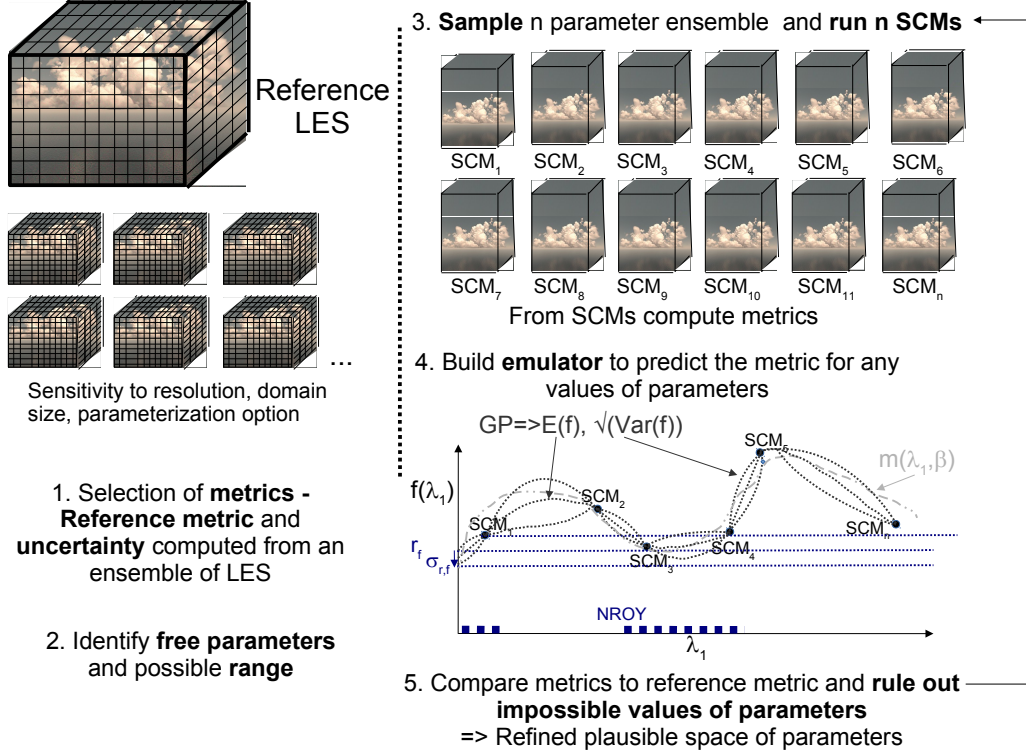 Reference
LES
...
Sensitivity to resolution, domain
size, parameterization option
1. Selection of metrics -
Reference metric and
uncertainty computed from an
ensemble of LES
2. Identify free parameters
and possible range
3. Sample n parameter ensemble and run n SCMs
SCM₁ SCM₂ SCM₃ SCM₄ SCM₅ SCM₆
SCM₇ SCM₈ SCM₉ SCM₁₀ SCM₁₁ SCMₙ
From SCMs compute metrics
4. Build emulator to predict the metric for any
values of parameters
GP=>E(f), √(Var(f))
SCM₅
m(λ₁,β)
f(λ₁)
SCM₂
SCM₁
SCMₙ
r_f
SCM₄
σ_r,f
SCM₃
NROY
λ₁
5. Compare metrics to reference metric and rule out
impossible values of parameters
=> Refined plausible space of parameters